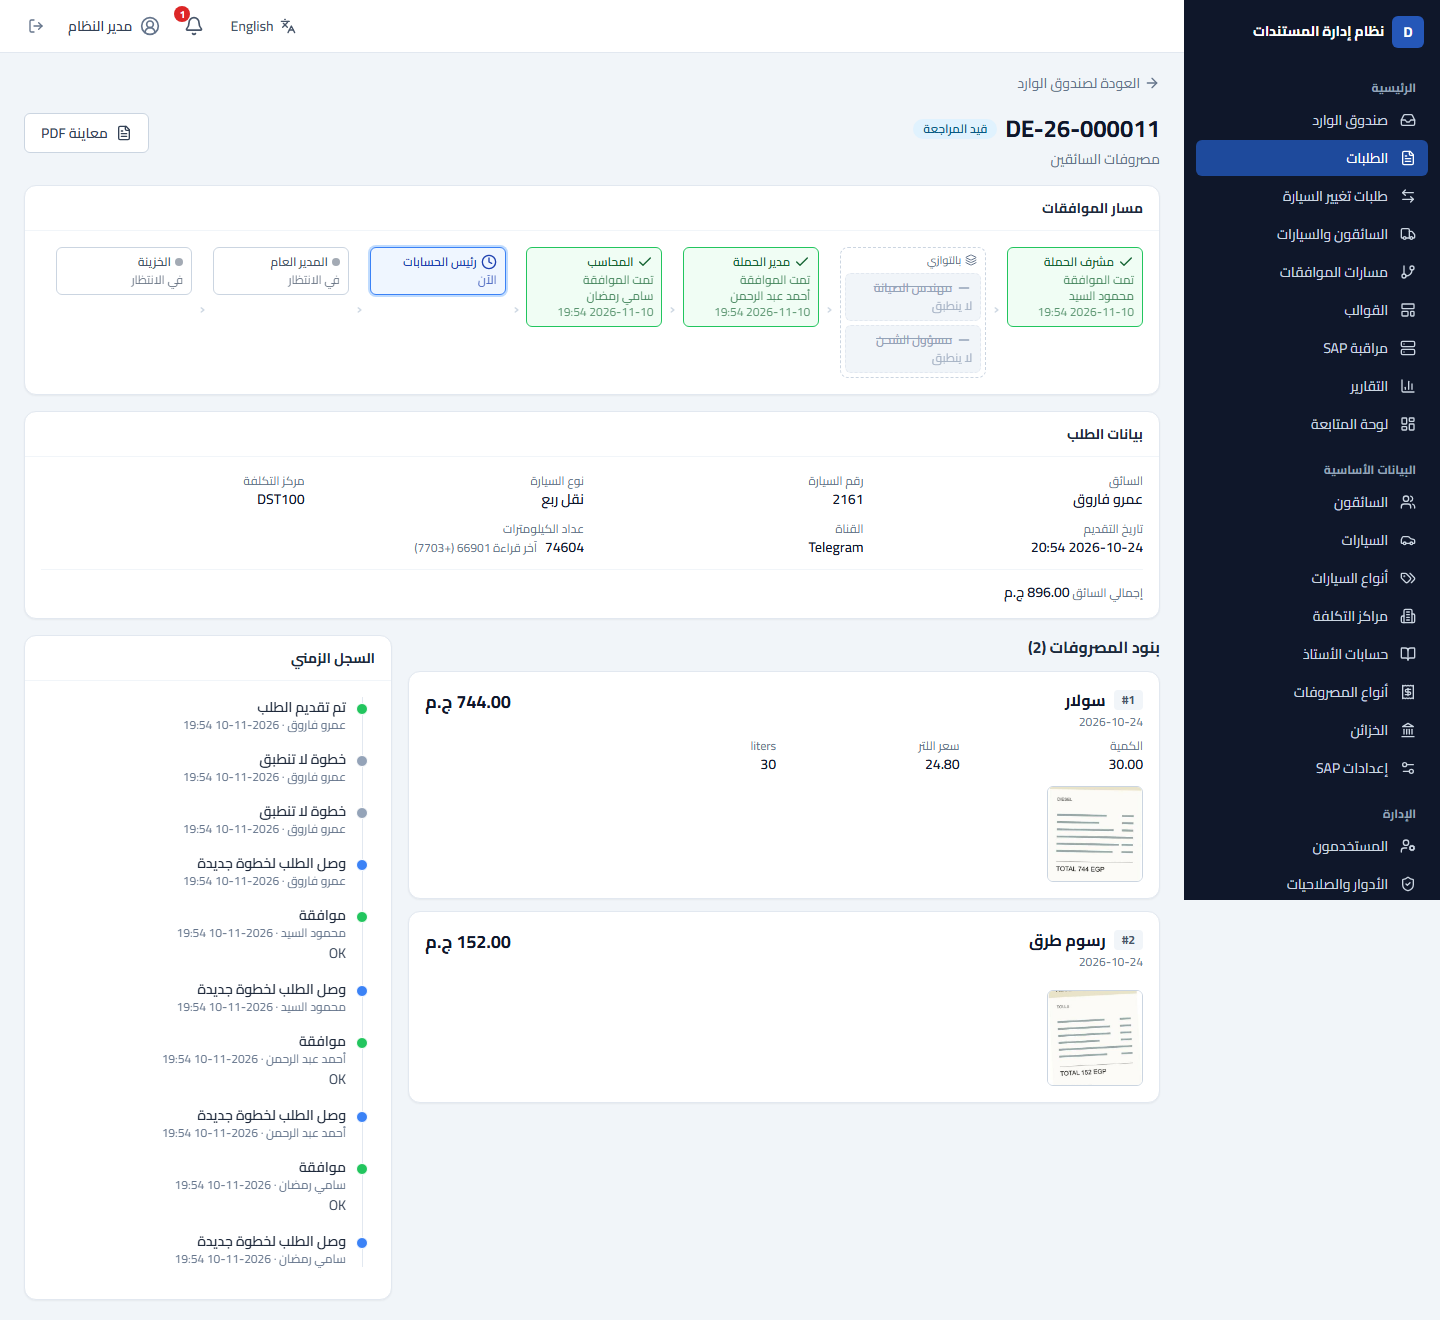 D نظام إدارة المستندات
الرئيسية
صندوق الوارد
الطلبات
طلبات تغيير السيارة
السائقون والسيارات
مسارات الموافقات
القوالب
مراقبة SAP
التقارير
لوحة المتابعة
البيانات الأساسية
السائقون
السيارات
أنواع السيارات
مراكز التكلفة
حسابات الأستاذ
أنواع المصروفات
الخزائن
إعدادات SAP
الإدارة
المستخدمون
الأدوار والصلاحيات
English
1
مدير النظام
العودة لصندوق الوارد
DE-26-000011 قيد المراجعة
مصروفات السائقين
معاينة PDF
مسار الموافقات
مشرف الحملة
تمت الموافقة
محمود السيد
2026-11-10 19:54
بالتوازي
مهندس الصيانة
لا ينطبق
مسؤول الشحن
لا ينطبق
مدير الحملة
تمت الموافقة
أحمد عبد الرحمن
2026-11-10 19:54
المحاسب
تمت الموافقة
سامي رمضان
2026-11-10 19:54
رئيس الحسابات
الآن
المدير العام
في الانتظار
الخزينة
في الانتظار
بيانات الطلب
السائق
عمرو فاروق
رقم السيارة
2161
نوع السيارة
نقل ربع
مركز التكلفة
DST100
تاريخ التقديم
2026-10-24 20:54
القناة
Telegram
عداد الكيلومترات
74604 آخر قراءة 66901 (+7703)
إجمالي السائق 896.00 ج.م
بنود المصروفات (2)
#1 سولار
744.00 ج.م
2026-10-24
الكمية
30.00
سعر اللتر
24.80
liters
30
DIESEL
TOTAL 744 EGP
#2 رسوم طرق
152.00 ج.م
2026-10-24
TOTAL 152 EGP
السجل الزمني
تم تقديم الطلب
عمرو فاروق · 2026-11-10 19:54
خطوة لا تنطبق
عمرو فاروق · 2026-11-10 19:54
خطوة لا تنطبق
عمرو فاروق · 2026-11-10 19:54
وصل الطلب لخطوة جديدة
عمرو فاروق · 2026-11-10 19:54
موافقة
محمود السيد · 2026-11-10 19:54
OK
وصل الطلب لخطوة جديدة
محمود السيد · 2026-11-10 19:54
موافقة
أحمد عبد الرحمن · 2026-11-10 19:54
OK
وصل الطلب لخطوة جديدة
أحمد عبد الرحمن · 2026-11-10 19:54
موافقة
سامي رمضان · 2026-11-10 19:54
OK
وصل الطلب لخطوة جديدة
سامي رمضان · 2026-11-10 19:54